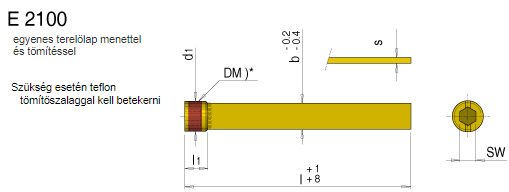 E 2100
egyenes terelőlap menettel
és tömítéssel
Szükség esetén teflon
tömítöszalaggal kell betekerni
d1
DM )*
b -0.2
-0.4
s
l1
l +1
+8
SW